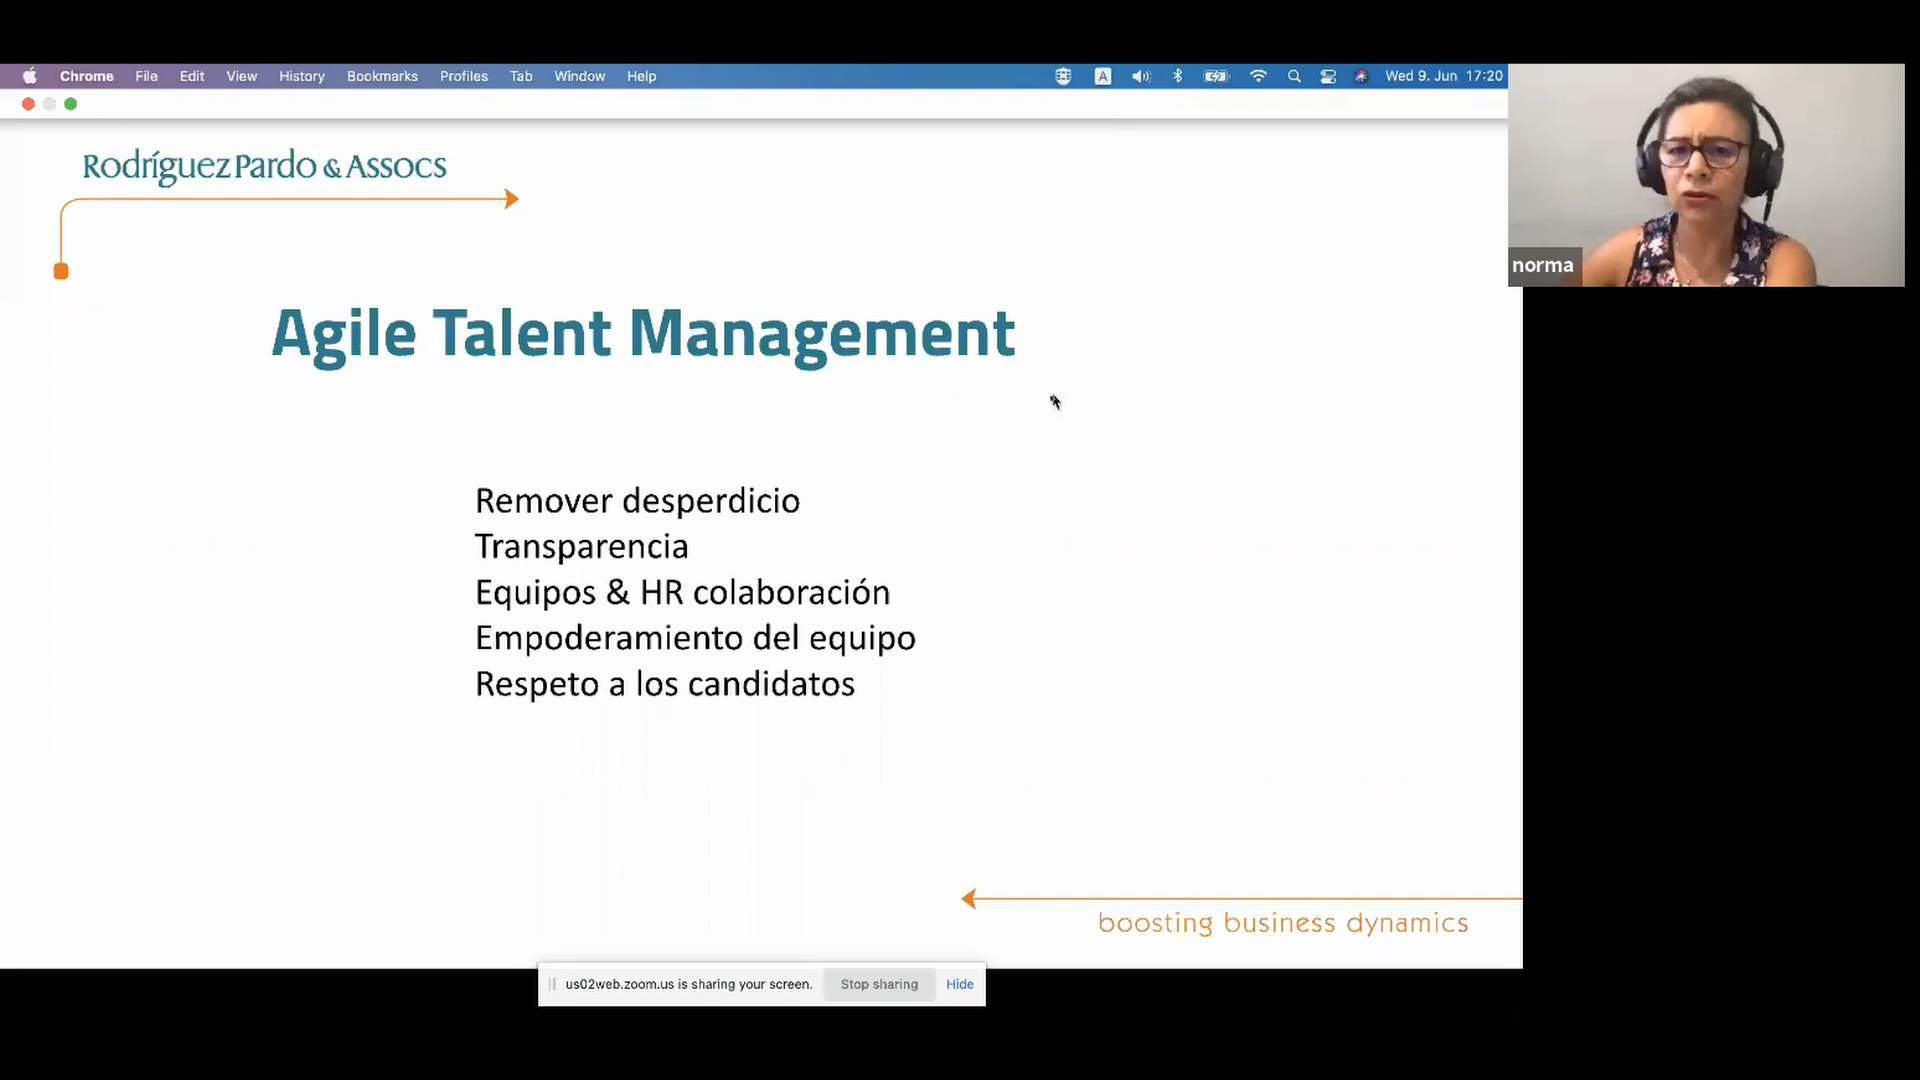 Chrome File Edit View History Bookmarks Profiles Tab Window Help A Wed 9. Jun 17:20
Rodríguez Pardo & Assocs
norma
Agile Talent Management
Remover desperdicio
Transparencia
Equipos & HR colaboración
Empoderamiento del equipo
Respeto a los candidatos
boosting business dynamics
us02web.zoom.us is sharing your screen. Stop sharing Hide